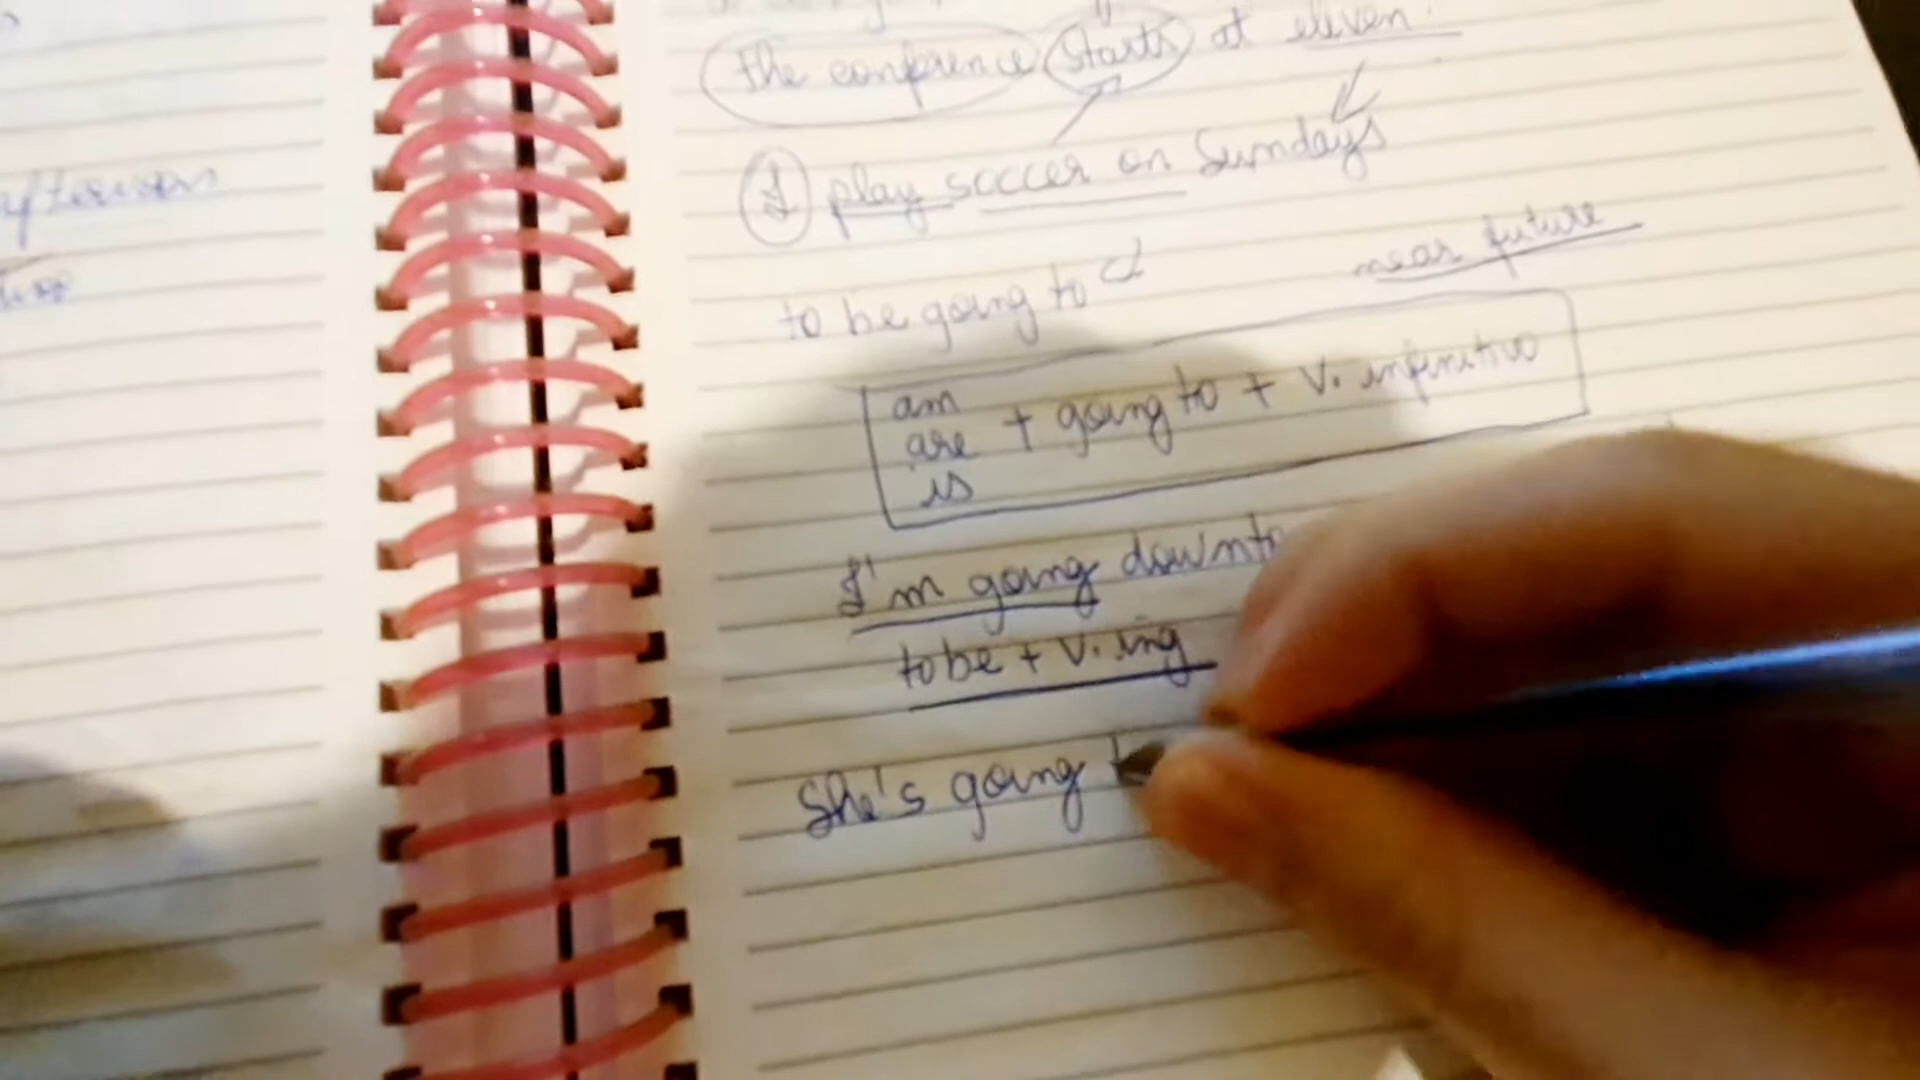 afternoon
the conference starts at eleven.
I play soccer on Sundays
to be going to
near future
am
are + going to + V. infinitivo
is
I'm going
to be + V. ing
She's going